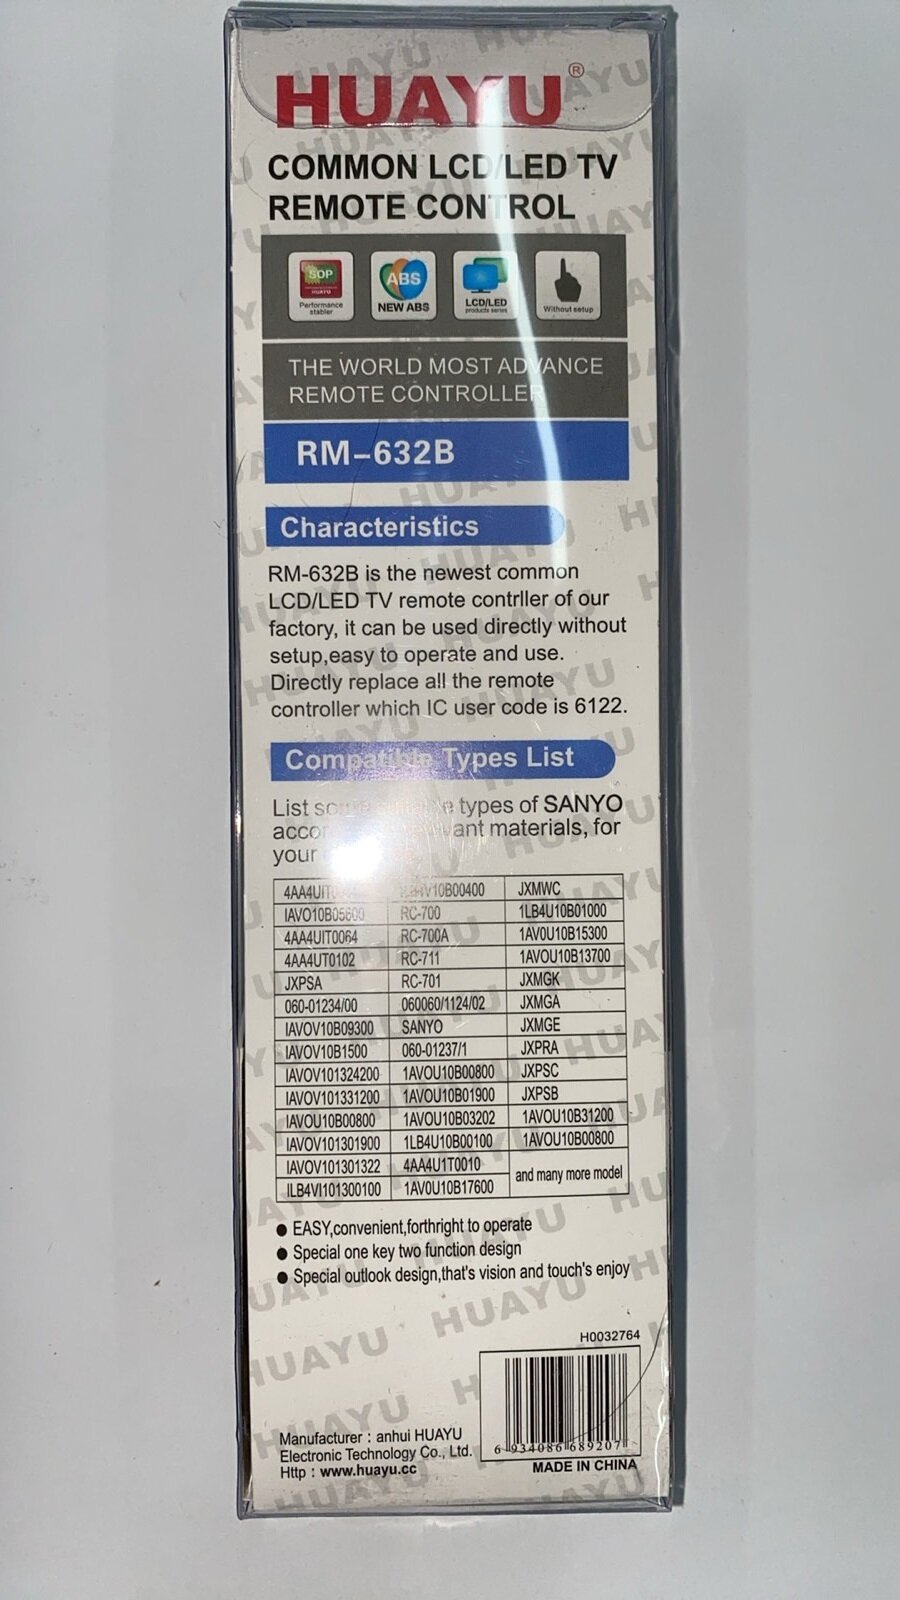 HUAYU®
COMMON LCD/LED TV
REMOTE CONTROL
SOP
HUAYU
Performance
stabler
ABS
NEW ABS
LCD/LED
products series
Without setup
THE WORLD MOST ADVANCE
REMOTE CONTROLLER
RM-632B
Characteristics
RM-632B is the newest common
LCD/LED TV remote contrller of our
factory, it can be used directly without
setup,easy to operate and use.
Directly replace all the remote
controller which IC user code is 6122.
Compatible Types List
List types of SANYO
materials, for
your
JXMWC
IAVO10B05600 RC-700 1LB4U10B01000
4AA4UIT0064 RC-700A 1AV0U10B15300
4AA4UT0102 RC-711 1AVOU10B13700
JXPSA RC-701 JXMGK
060-01234/00 060060/1124/02 JXMGA
IAVOV10B09300 SANYO JXMGE
IAVOV10B1500 060-01237/1 JXPRA
IAVOV101324200 1AVOU10B00800 JXPSC
IAVOV101331200 1AVOU10B01900 JXPSB
IAVOU10B00800 1AVOU10B03202 1AVOU10B31200
IAVOV101301900 1LB4U10B00100 1AVOU10B00800
IAVOV101301322 4AA4U1T0010 and many more model
ILB4VI101300100 1AV0U10B17600
● EASY,convenient,forthright to operate
● Special one key two function design
● Special outlook design,that's vision and touch's enjoy
H0032764
6 934086 689207
Manufacturer : anhui HUAYU
Electronic Technology Co., Ltd.
Http : www.huayu.cc
MADE IN CHINA